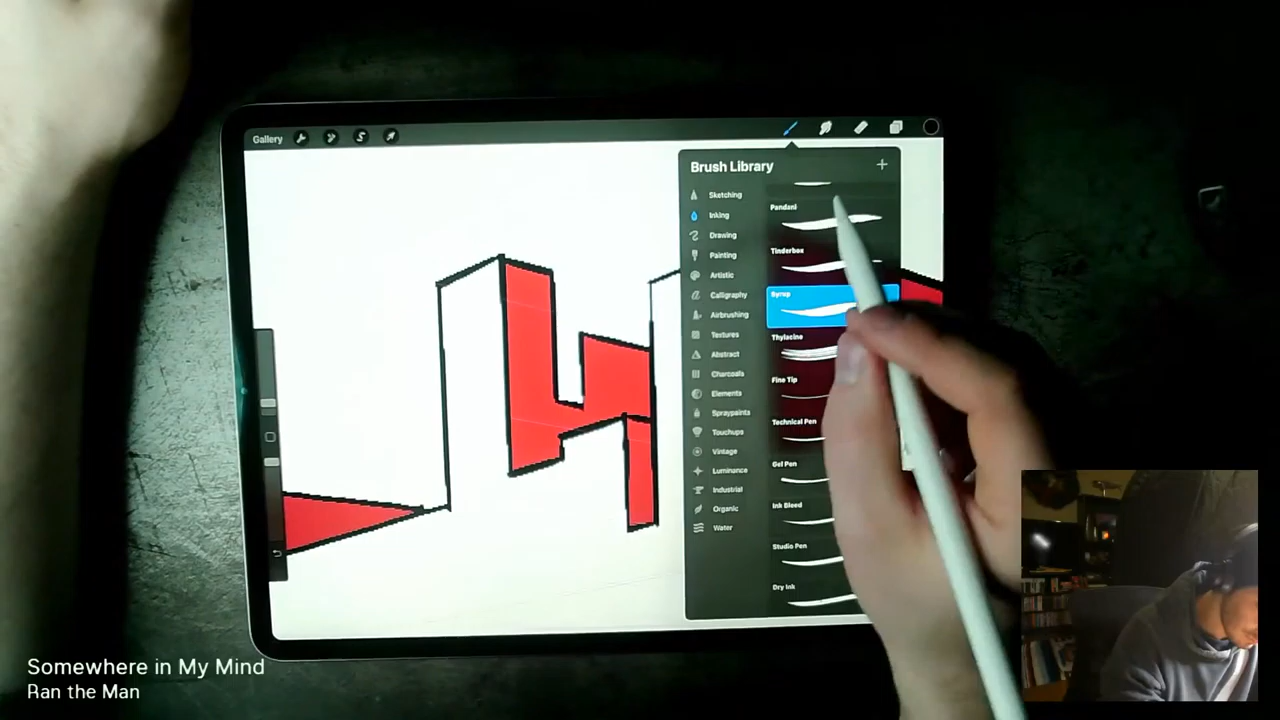 Gallery
Brush Library
Sketching
Inking
Drawing
Painting
Artistic
Calligraphy
Airbrushing
Textures
Abstract
Charcoals
Elements
Spraypaints
Touchups
Vintage
Luminance
Industrial
Organic
Water
Pandani
Tinderbox
Syrup
Thylacine
Fine Tip
Technical Pen
Gel Pen
Ink Bleed
Studio Pen
Dry Ink
Somewhere in My Mind
Ran the Man